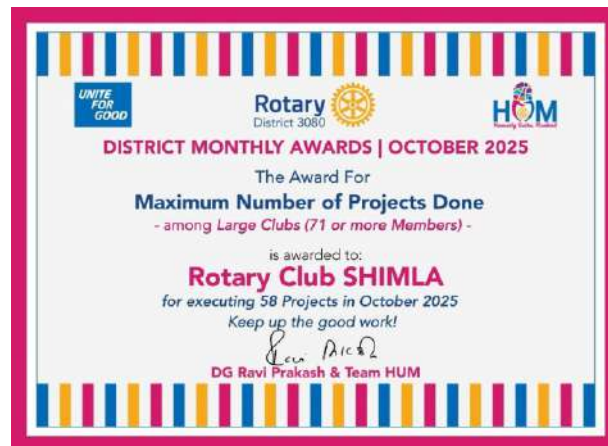 UNITE
FOR
GOOD
Rotary
District 3080
HUM
DISTRICT MONTHLY AWARDS | OCTOBER 2025
The Award For
Maximum Number of Projects Done
- among Large Clubs (71 or more Members) -
is awarded to:
Rotary Club SHIMLA
for executing 58 Projects in October 2025
Keep up the good work!
DG Ravi Prakash & Team HUM